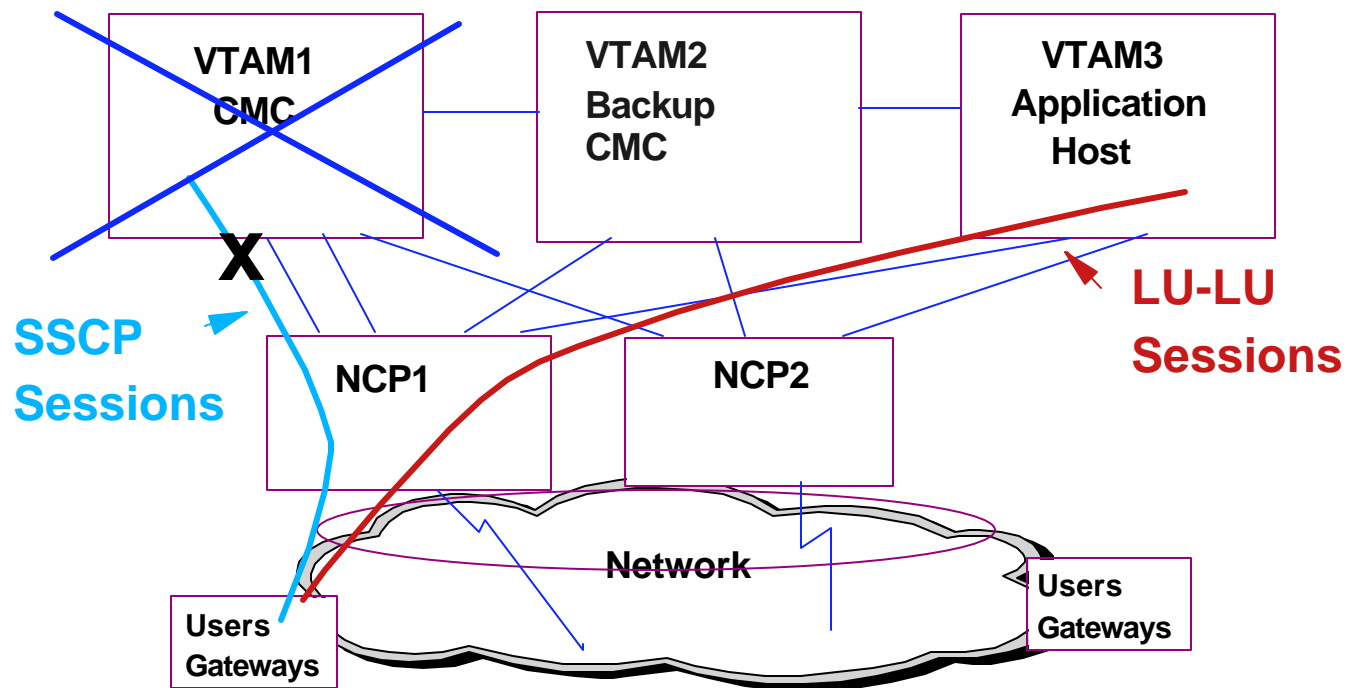 VTAM1
CMC
VTAM2
Backup
CMC
VTAM3
Application
Host
X
SSCP
Sessions
LU-LU
Sessions
NCP1
NCP2
Network
Users
Gateways
Users
Gateways